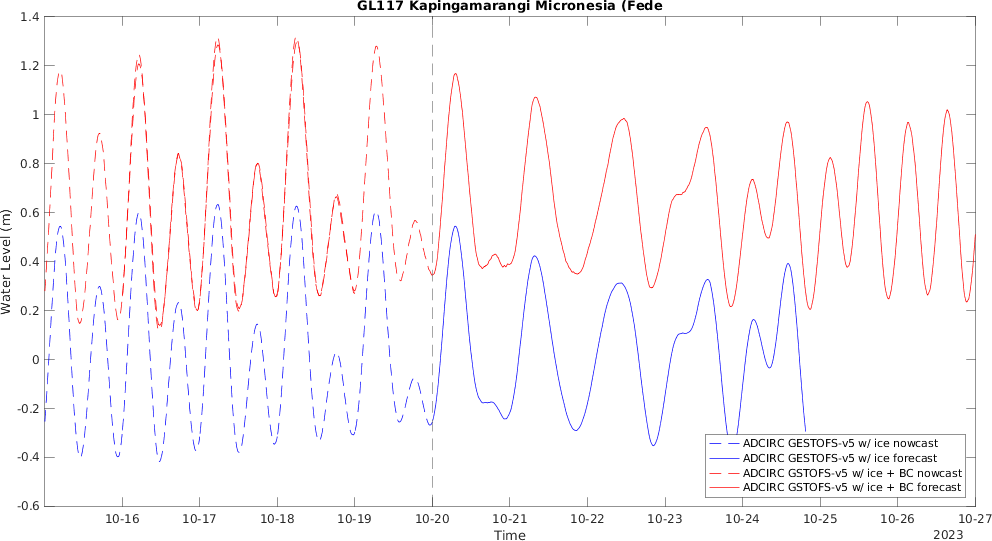 GL117 Kapingamarangi Micronesia (Fede
Water Level (m)
1.4
1.2
1
0.8
0.6
0.4
0.2
0
-0.2
-0.4
-0.6
ADCIRC GESTOFS-v5 w/ ice nowcast
ADCIRC GESTOFS-v5 w/ ice forecast
ADCIRC GSTOFS-v5 w/ ice + BC nowcast
ADCIRC GSTOFS-v5 w/ ice + BC forecast
10-16 10-17 10-18 10-19 10-20 10-21 10-22 10-23 10-24 10-25 10-26 10-27
Time
2023